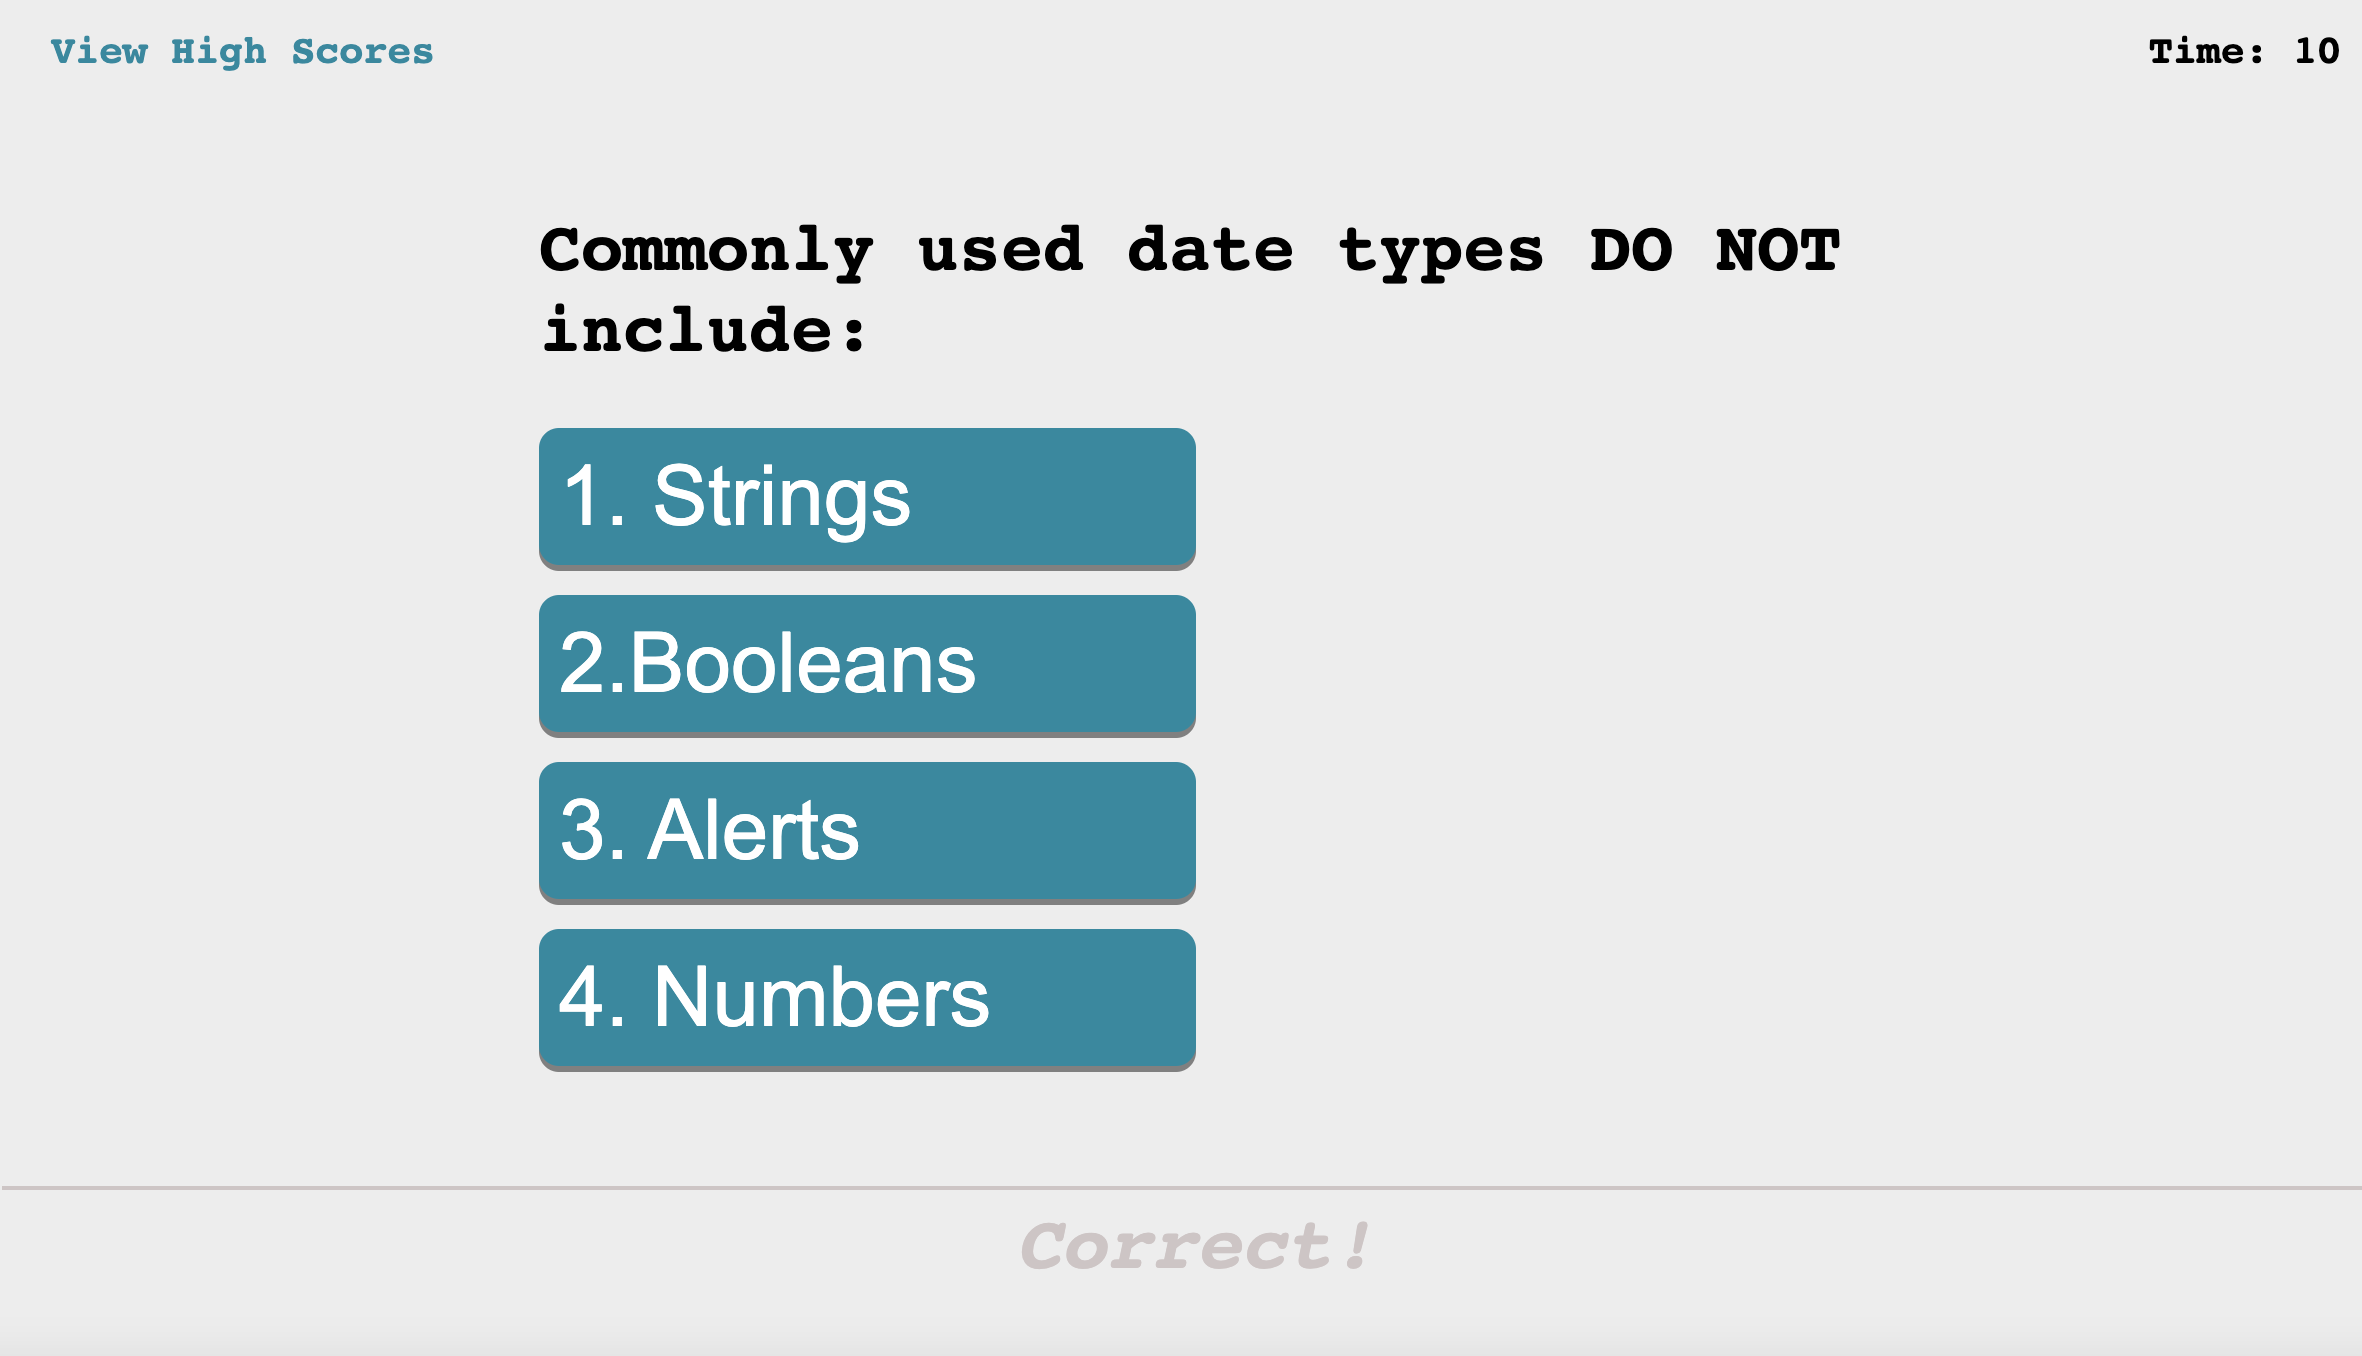 View High Scores
Time: 10
Commonly used date types DO NOT
include:
1. Strings
2.Booleans
3. Alerts
4. Numbers
Correct!